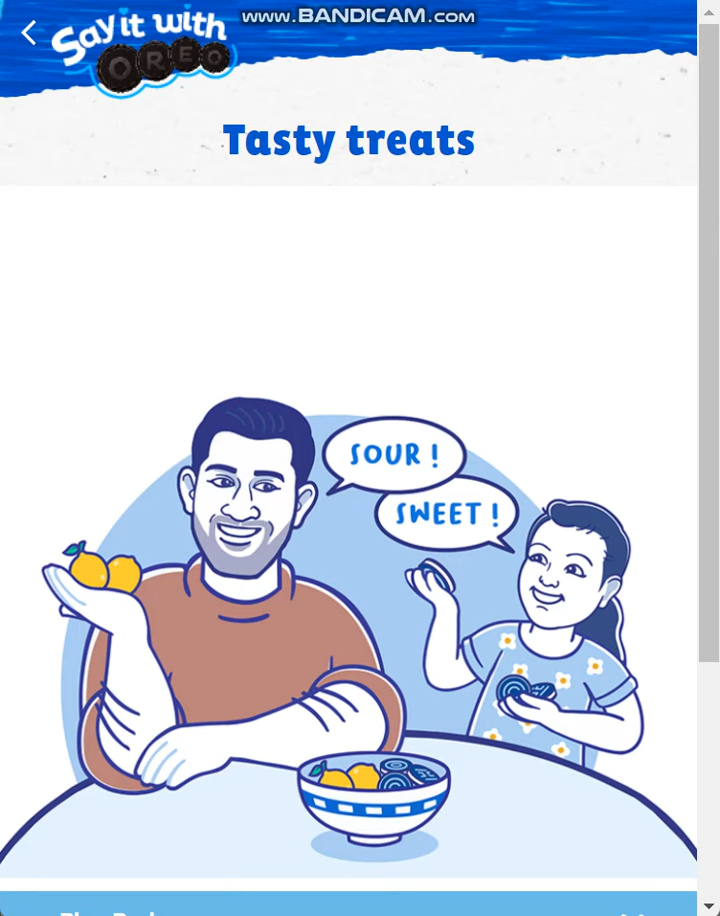 www.BANDICAM.com
Say it with
OREO
Tasty treats
SOUR !
SWEET !